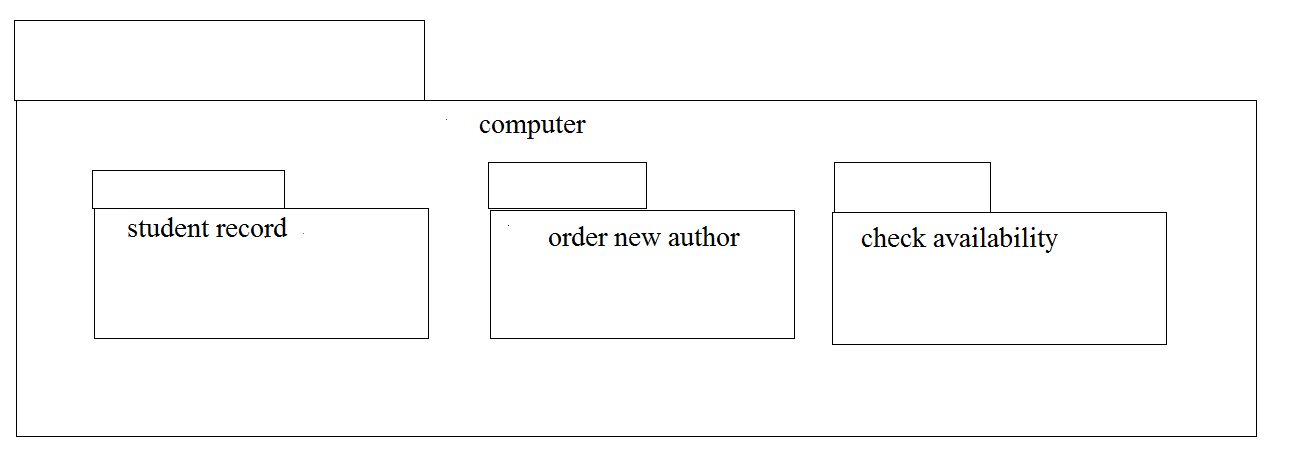 computer
student record
order new author
check availability